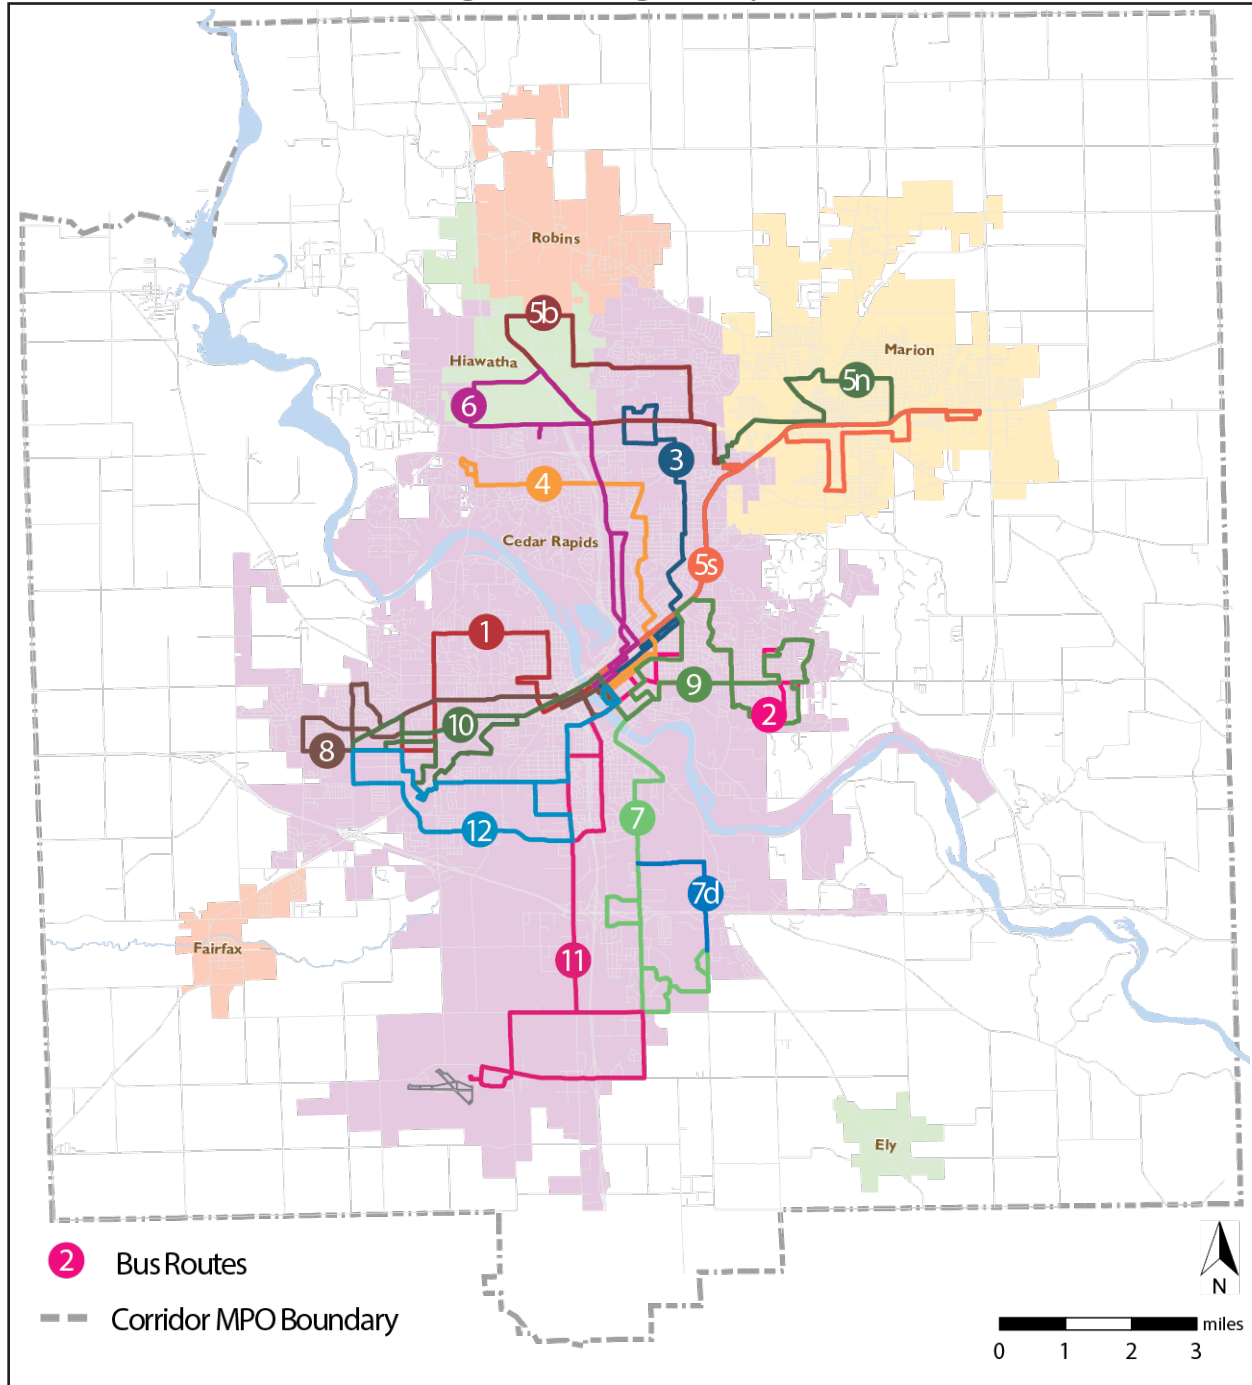 Robins
5b
Marion
Hiawatha
5n
6
3
4
Cedar Rapids
5s
1
9
2
10
8
7
12
7d
Fairfax
11
Ely
2 Bus Routes
Corridor MPO Boundary
N
miles
0 1 2 3